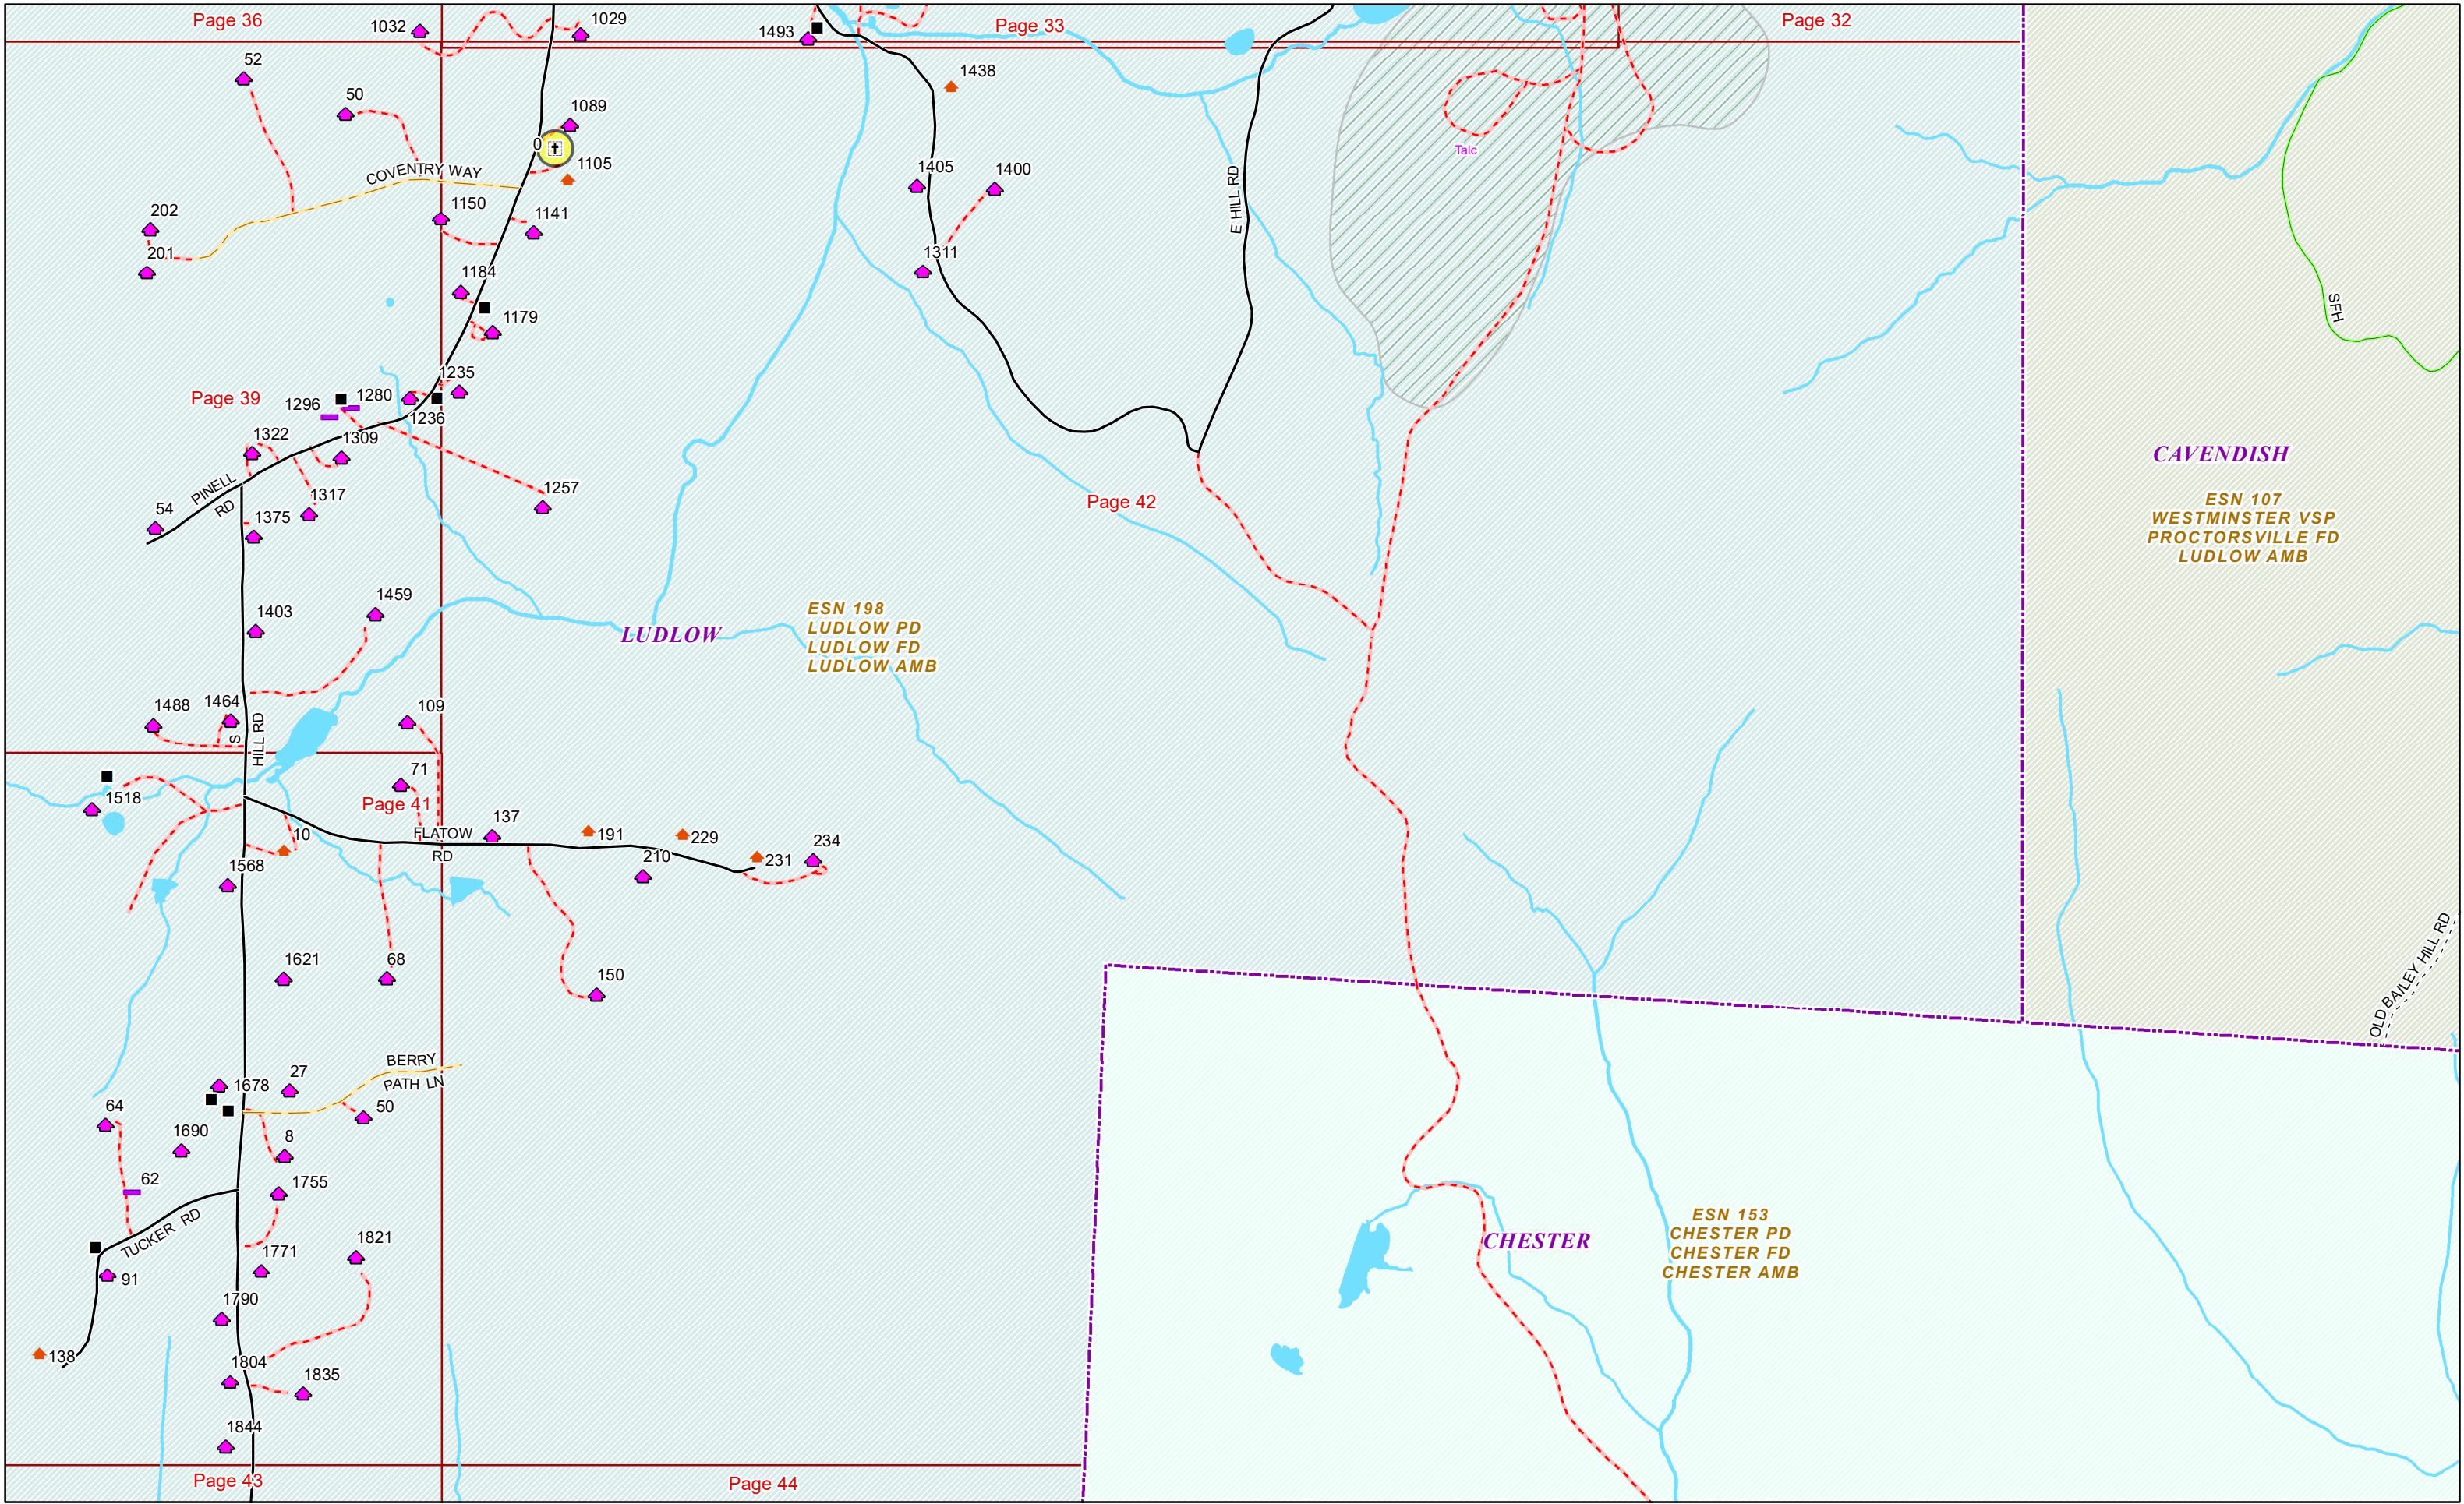 Page 36
1032
1029
1493
Page 33
Page 32
52
50
1438
1089
0
1105
COVENTRY WAY
1405
1400
E HILL RD
Talc
202
1150
1141
201
1311
1184
SFH
1179
1235
Page 39
1296
1280
1236
1322
1309
CAVENDISH
PINELL
RD
1257
54
1317
1375
Page 42
ESN 107
WESTMINSTER VSP
PROCTORSVILLE FD
LUDLOW AMB
1403
1459
LUDLOW
ESN 198
LUDLOW PD
LUDLOW FD
LUDLOW AMB
1488
1464
109
S
HILL RD
71
1518
Page 41
10
FLATOW
RD
137
191
229
234
210
231
1568
1621
68
150
OLD BAILEY HILL RD
BERRY
PATH LN
1678
27
64
50
1690
8
62
1755
TUCKER RD
1771
1821
91
CHESTER
ESN 153
CHESTER PD
CHESTER FD
CHESTER AMB
1790
138
1804
1835
1844
Page 43
Page 44